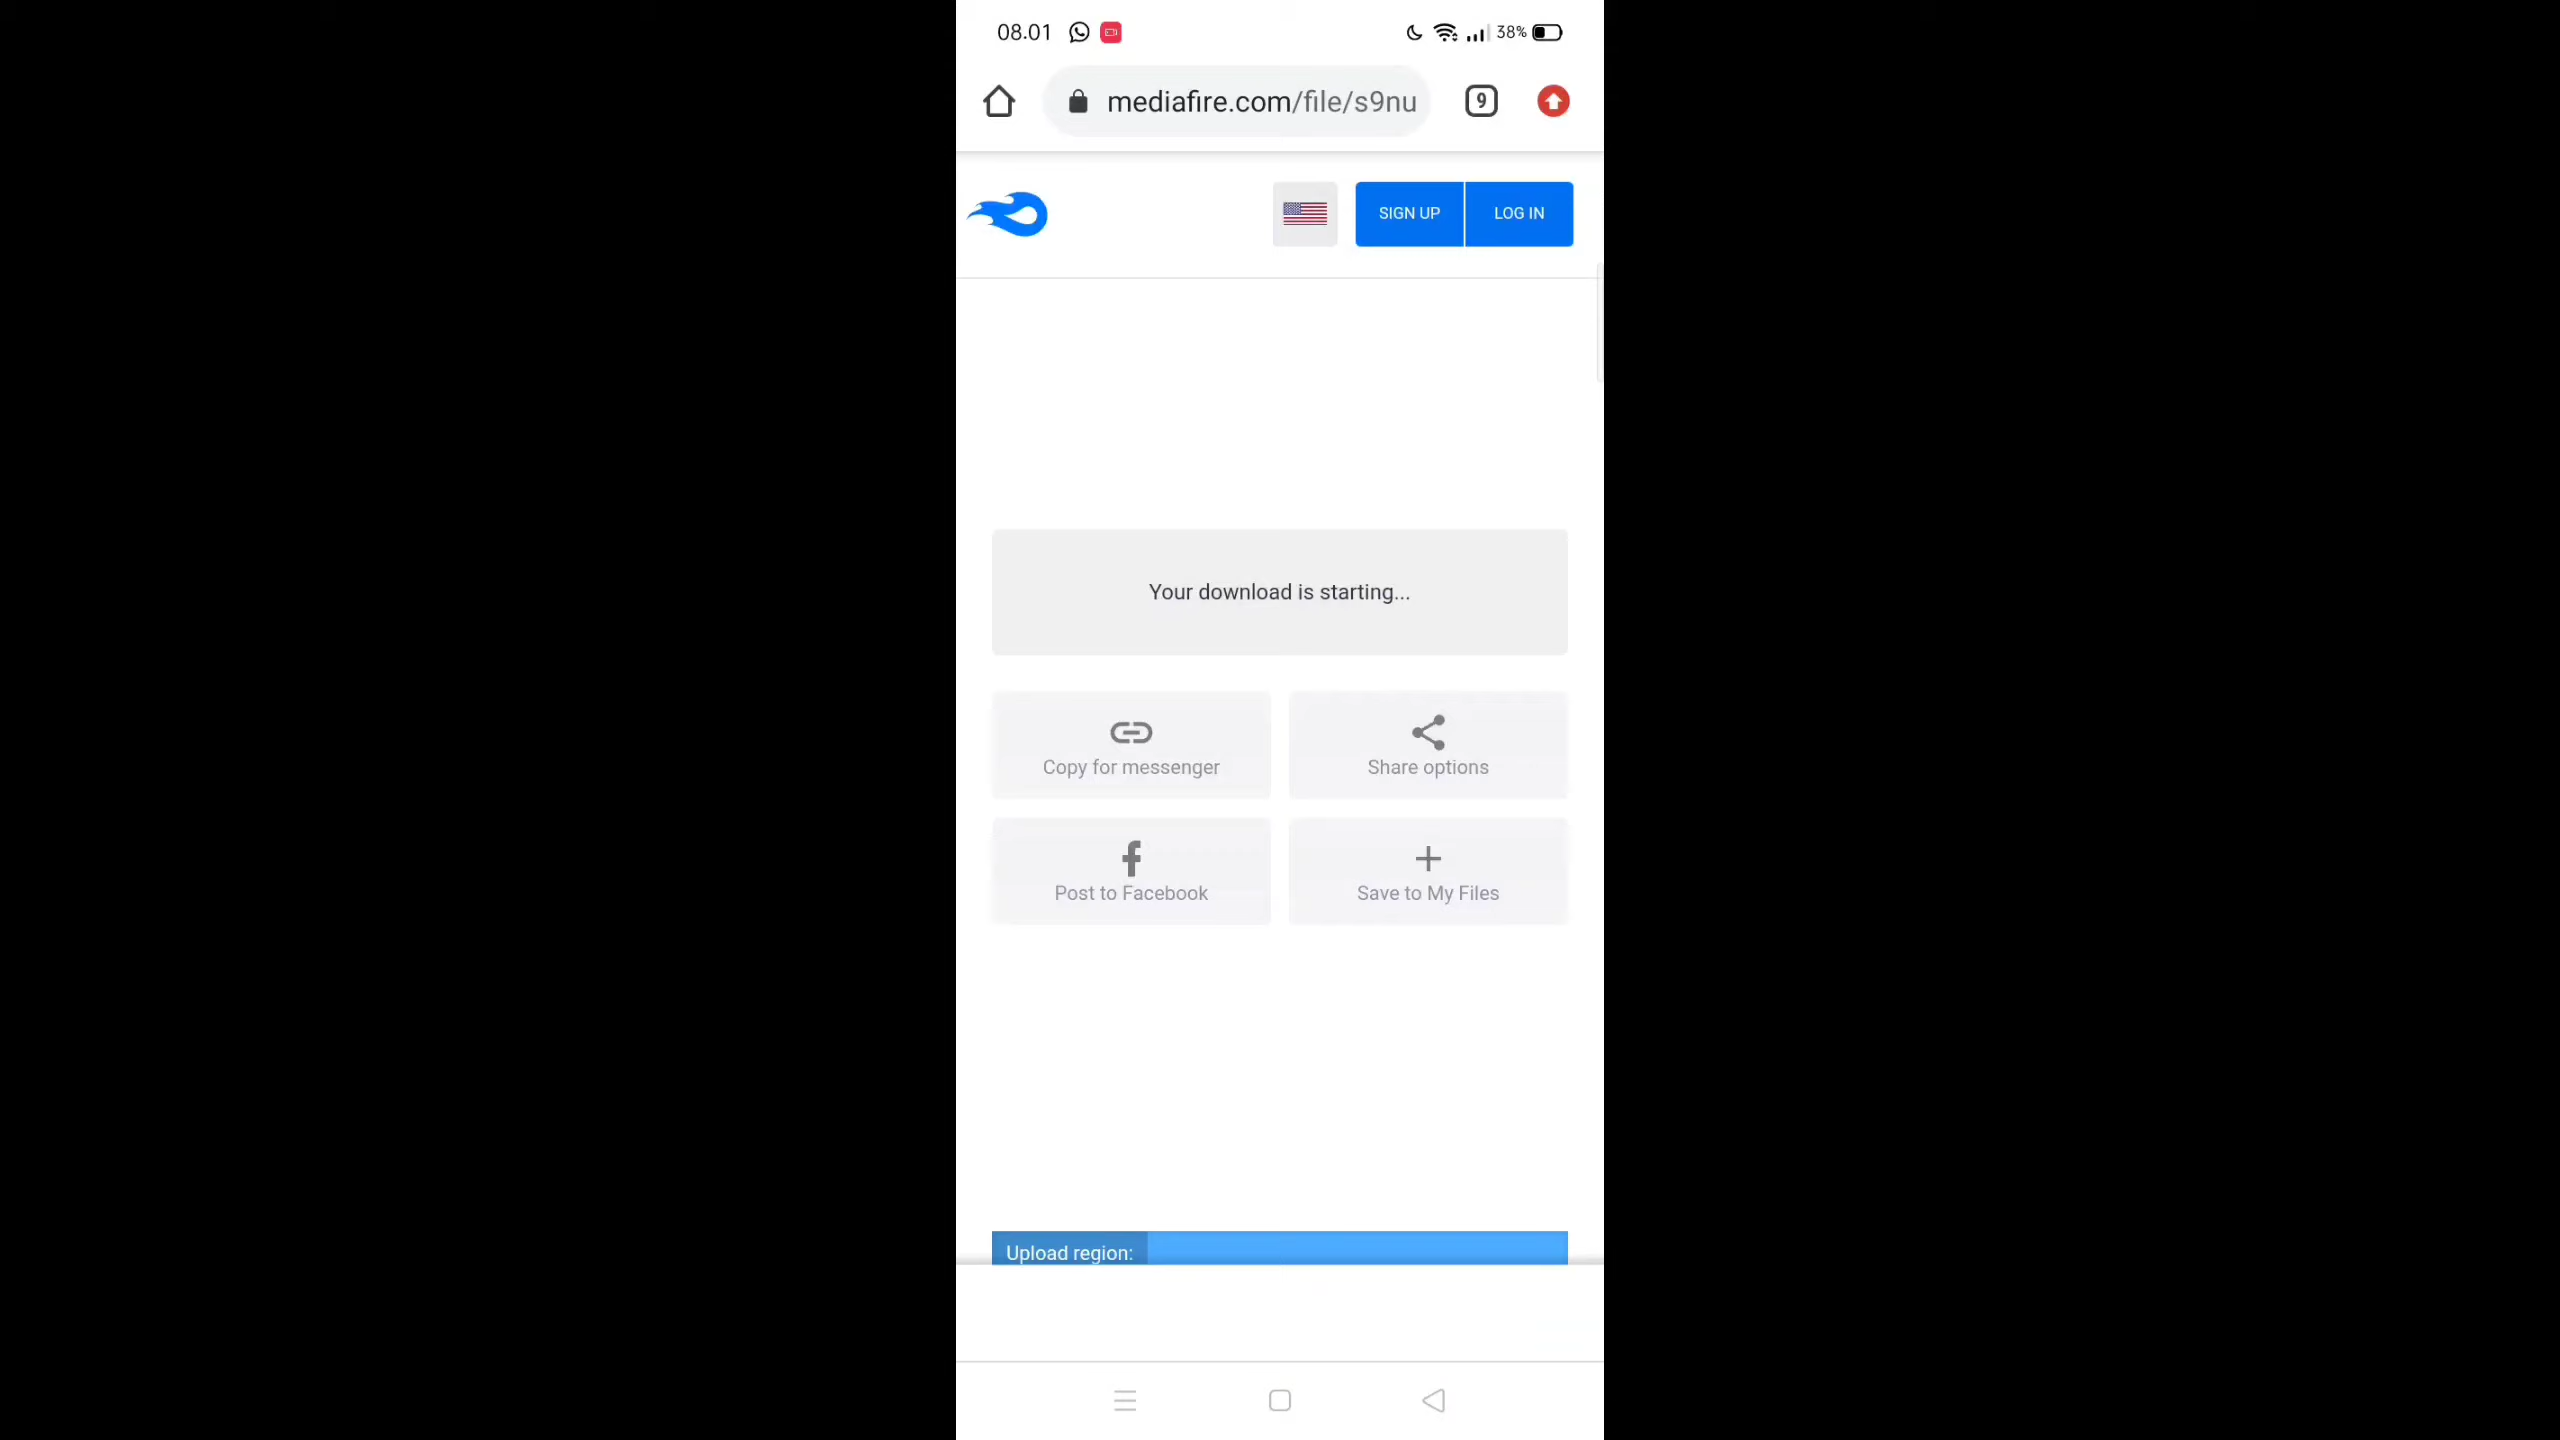 08.01
38%
mediafire.com/file/s9nu
9
SIGN UP
LOG IN
Your download is starting...
Copy for messenger
Share options
Post to Facebook
Save to My Files
Upload region: